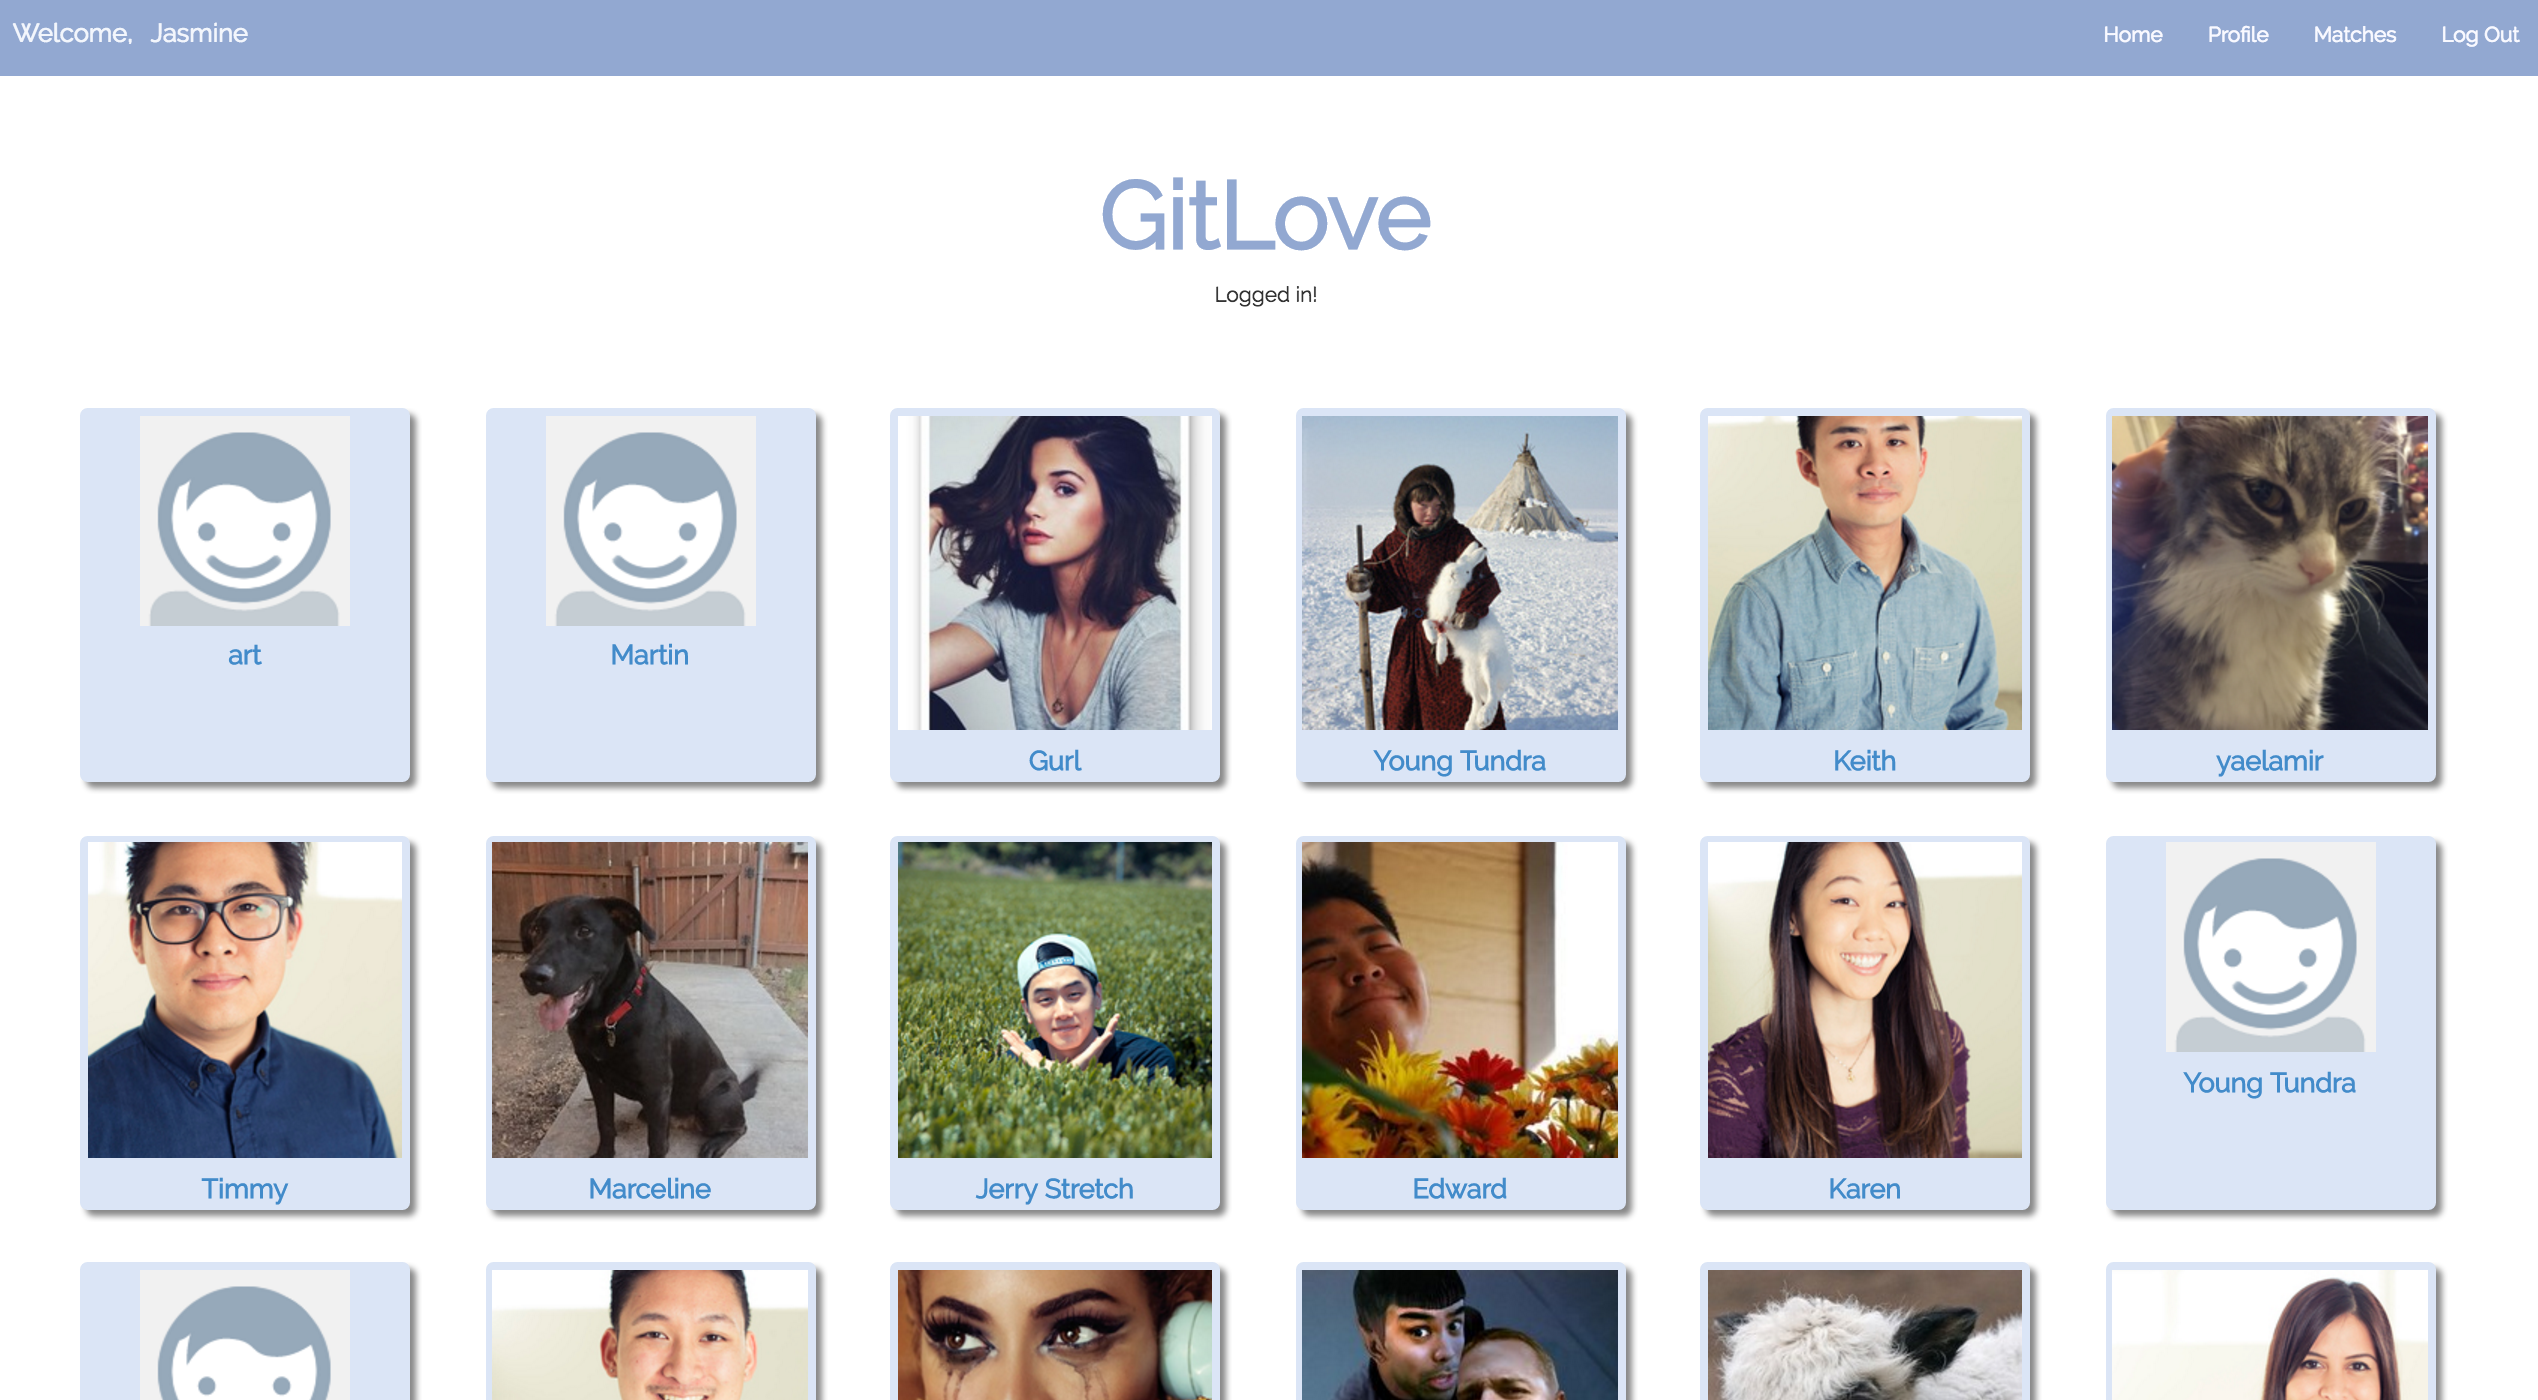 Welcome, Jasmine
Home Profile Matches Log Out
GitLove
Logged in!
art Martin Gurl Young Tundra Keith yaelamir
Timmy Marceline Jerry Stretch Edward Karen Young Tundra